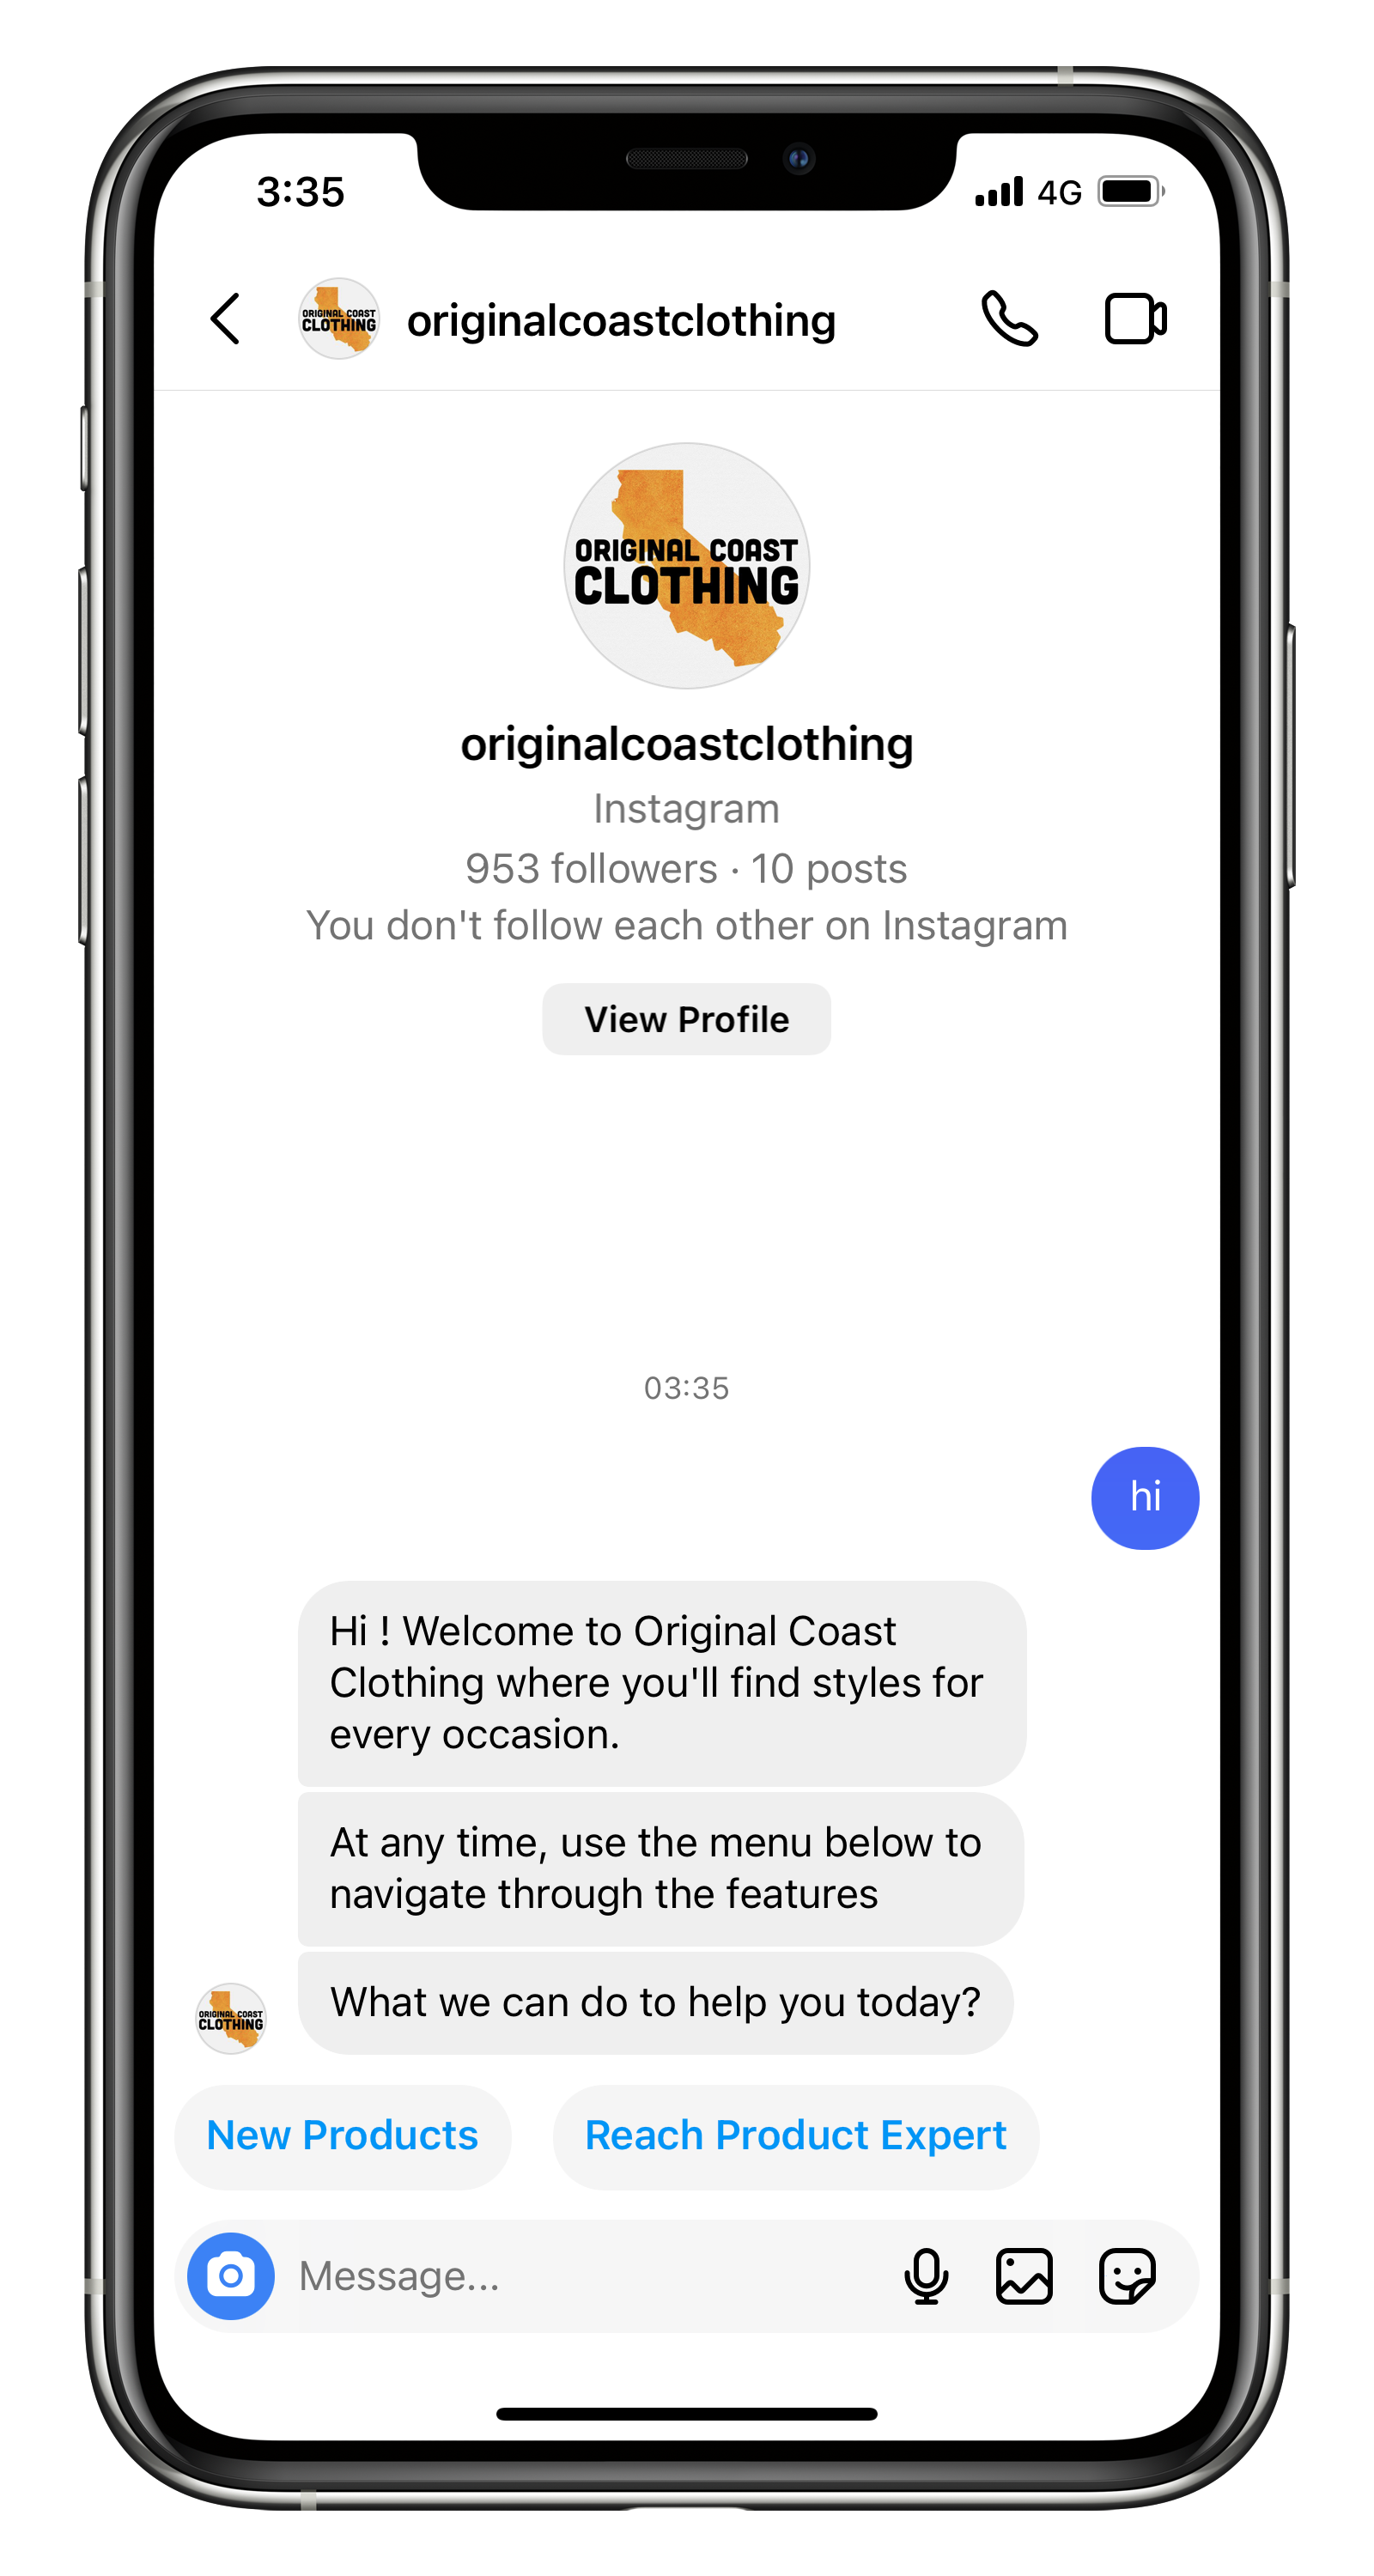 3:35
4G
ORIGINAL COAST
CLOTHING
originalcoastclothing
ORIGINAL COAST
CLOTHING
originalcoastclothing
Instagram
953 followers · 10 posts
You don't follow each other on Instagram
View Profile
03:35
hi
Hi ! Welcome to Original Coast
Clothing where you'll find styles for
every occasion.
At any time, use the menu below to
navigate through the features
What we can do to help you today?
ORIGINAL COAST
CLOTHING
New Products
Reach Product Expert
Message...